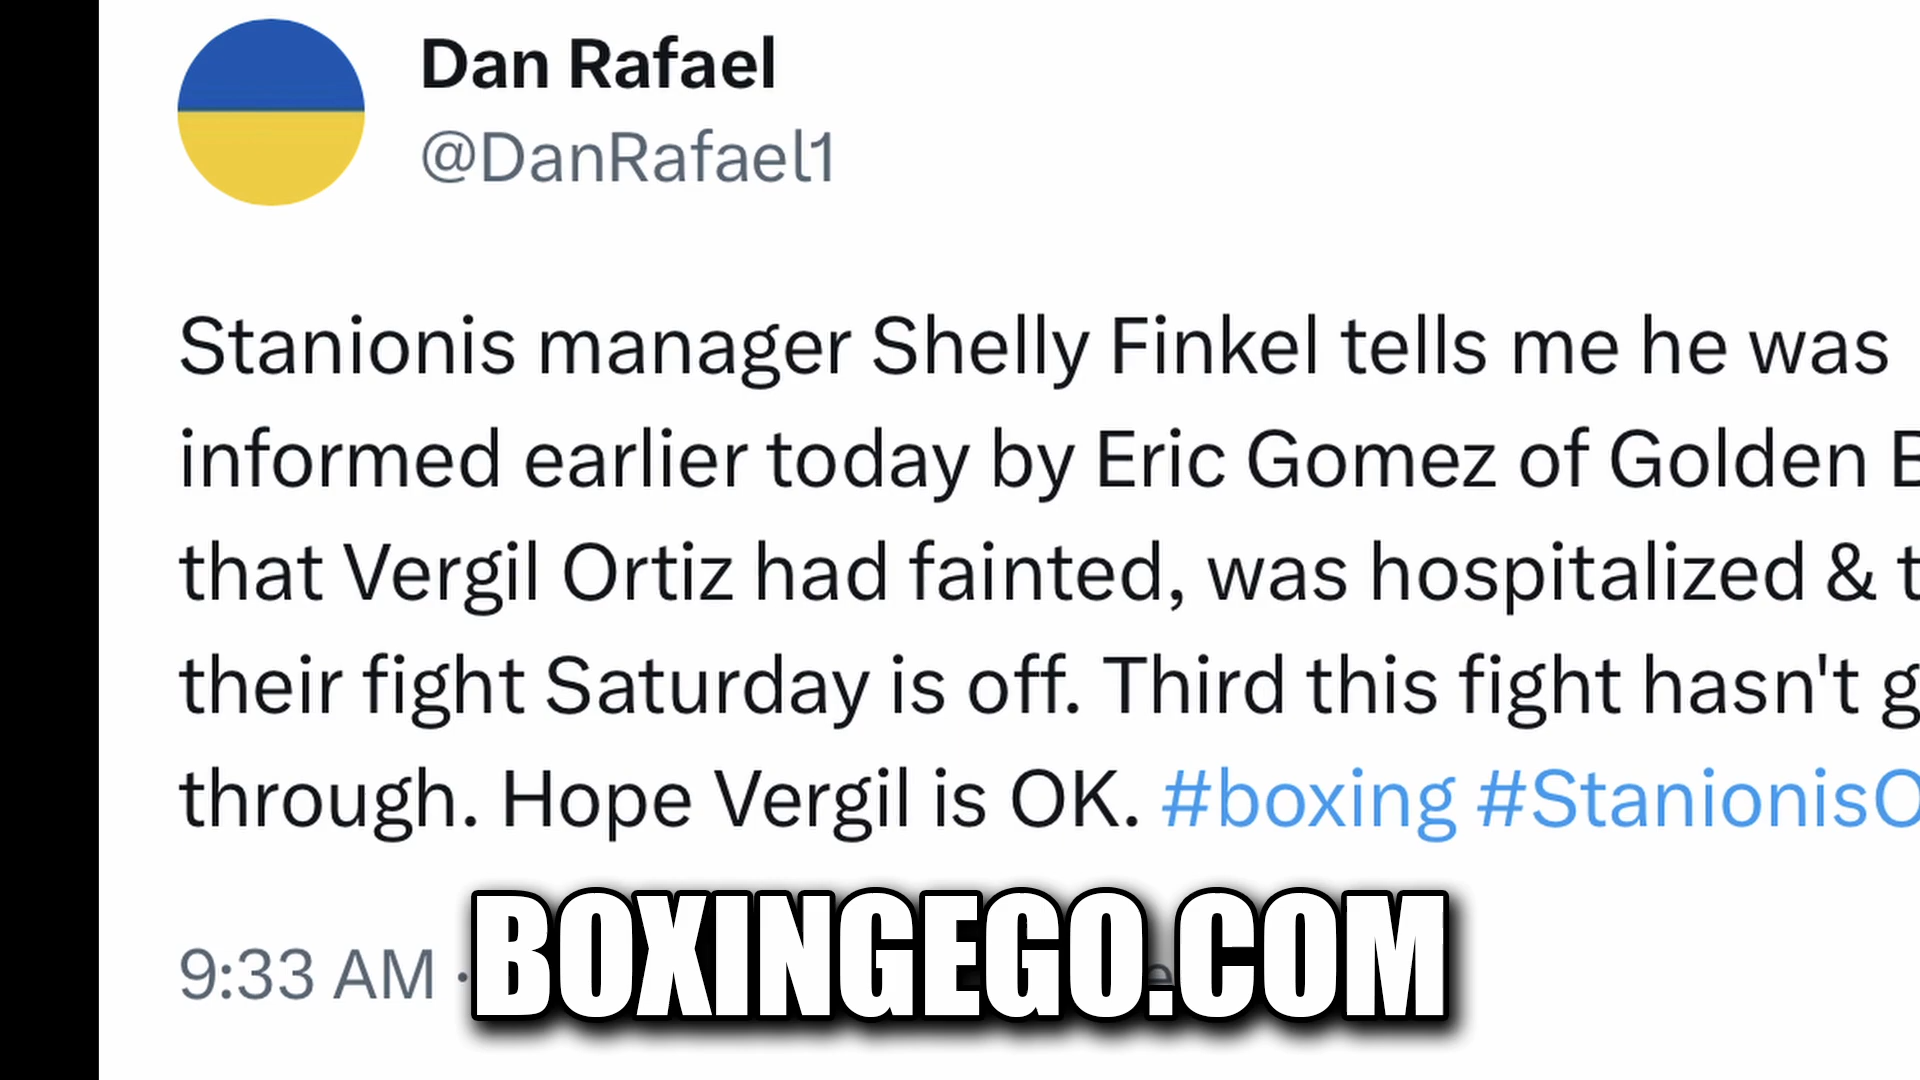 Dan Rafael
@DanRafael1
Stanionis manager Shelly Finkel tells me he was
informed earlier today by Eric Gomez of Golden
that Vergil Ortiz had fainted, was hospitalized &
their fight Saturday is off. Third this fight hasn't
through. Hope Vergil is OK. #boxing #StanionisO
9:33 AM ·
BOXINGEGO.COM